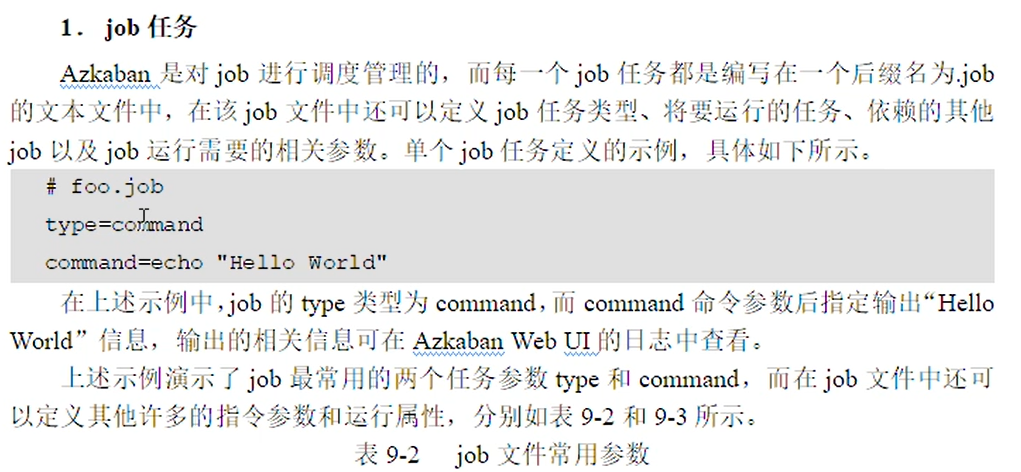 1． job 任务
Azkaban 是对 job 进行调度管理的，而每一个 job 任务都是编写在一个后缀名为.job
的文本文件中，在该 job 文件中还可以定义 job 任务类型、将要运行的任务、依赖的其他
job 以及 job 运行需要的相关参数。单个 job 任务定义的示例，具体如下所示。
# foo.job
type=command
command=echo "Hello World"
在上述示例中，job 的 type 类型为 command，而 command 命令参数后指定输出“Hello
World”信息，输出的相关信息可在 Azkaban Web UI 的日志中查看。
上述示例演示了 job 最常用的两个任务参数 type 和 command，而在 job 文件中还可
以定义其他许多的指令参数和运行属性，分别如表 9-2 和 9-3 所示。
表 9-2 job 文件常用参数